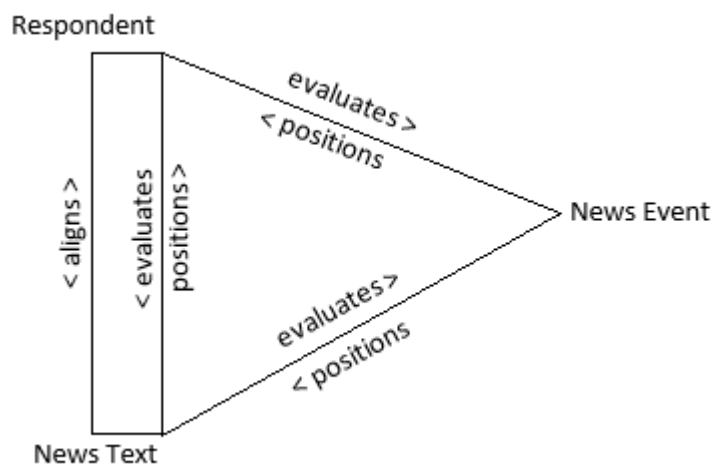 Respondent
evaluates >
< positions
< aligns >
< evaluates
positions >
News Event
evaluates >
< positions
News Text